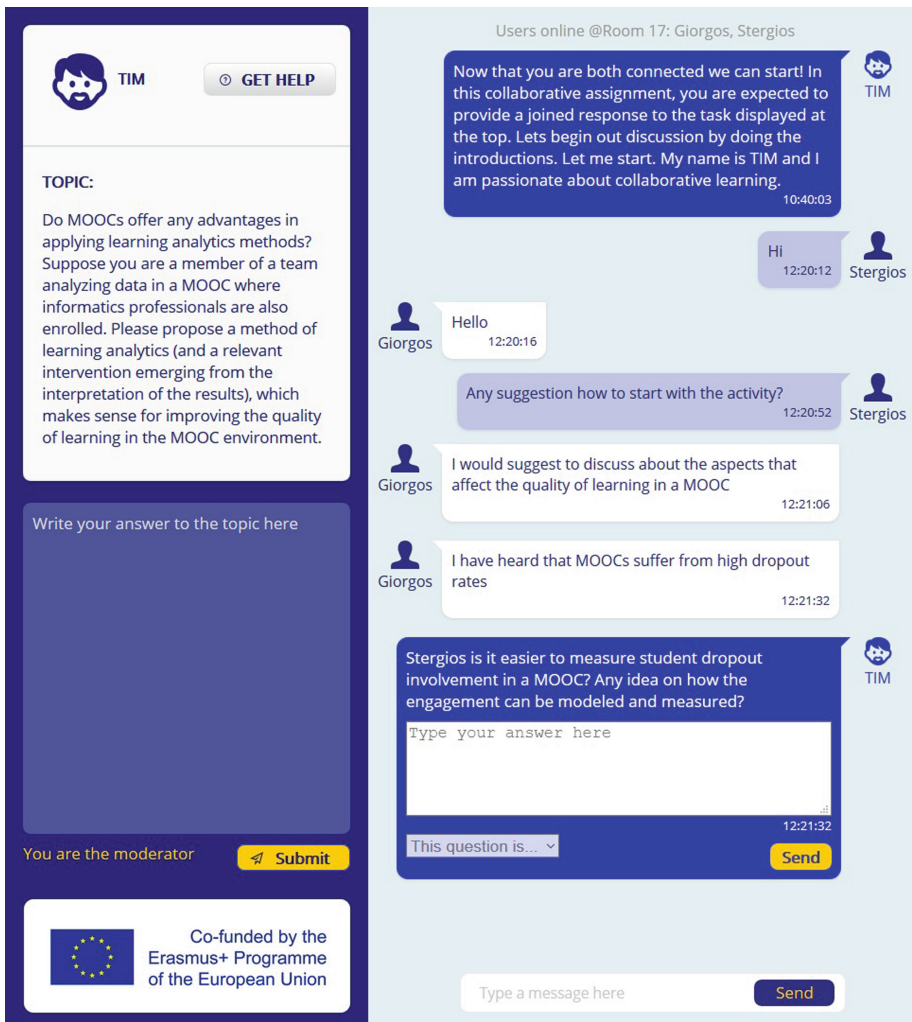 TIM
GET HELP
TOPIC:
Do MOOCs offer any advantages in
applying learning analytics methods?
Suppose you are a member of a team
analyzing data in a MOOC where
informatics professionals are also
enrolled. Please propose a method of
learning analytics (and a relevant
intervention emerging from the
interpretation of the results), which
makes sense for improving the quality
of learning in the MOOC environment.
Write your answer to the topic here
You are the moderator
Submit
Co-funded by the
Erasmus+ Programme
of the European Union
Users online @Room 17: Giorgos, Stergios
Now that you are both connected we can start! In
this collaborative assignment, you are expected to
provide a joined response to the task displayed at
the top. Lets begin out discussion by doing the
introductions. Let me start. My name is TIM and I
am passionate about collaborative learning.
10:40:03
TIM
Hi
12:20:12
Stergios
Giorgos
Hello
12:20:16
Any suggestion how to start with the activity?
12:20:52
Stergios
Giorgos
I would suggest to discuss about the aspects that
affect the quality of learning in a MOOC
12:21:06
Giorgos
I have heard that MOOCs suffer from high dropout
rates
12:21:32
Stergios is it easier to measure student dropout
involvement in a MOOC? Any idea on how the
engagement can be modeled and measured?
TIM
Type your answer here
12:21:32
This question is...
Send
Type a message here
Send